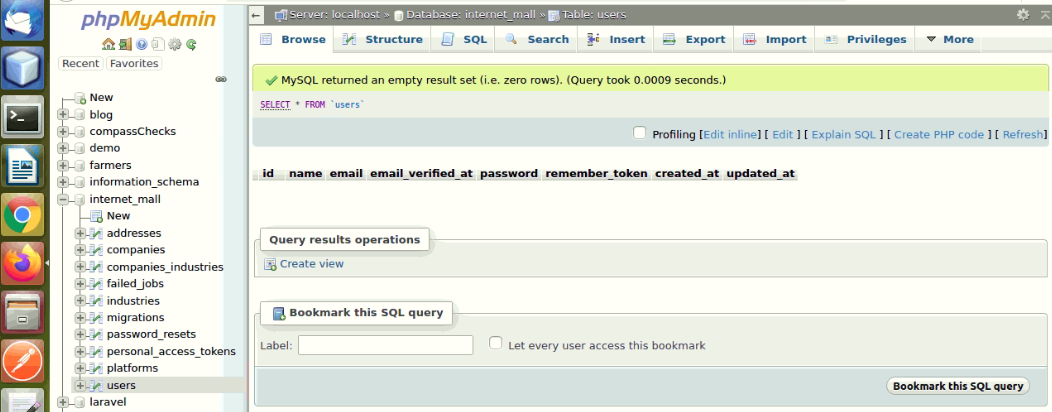 phpMyAdmin
Recent Favorites
New
blog
compassChecks
demo
farmers
information_schema
internet_mall
New
addresses
companies
companies_industries
failed_jobs
industries
migrations
password_resets
personal_access_tokens
platforms
users
laravel
Server: localhost » Database: internet_mall » Table: users
Browse Structure SQL Search Insert Export Import Privileges More
MySQL returned an empty result set (i.e. zero rows). (Query took 0.0009 seconds.)
SELECT * FROM `users`
Profiling [Edit inline] [ Edit ] [ Explain SQL ] [ Create PHP code ] [ Refresh]
id name email email_verified_at password remember_token created_at updated_at
Query results operations
Create view
Bookmark this SQL query
Label: Let every user access this bookmark
Bookmark this SQL query